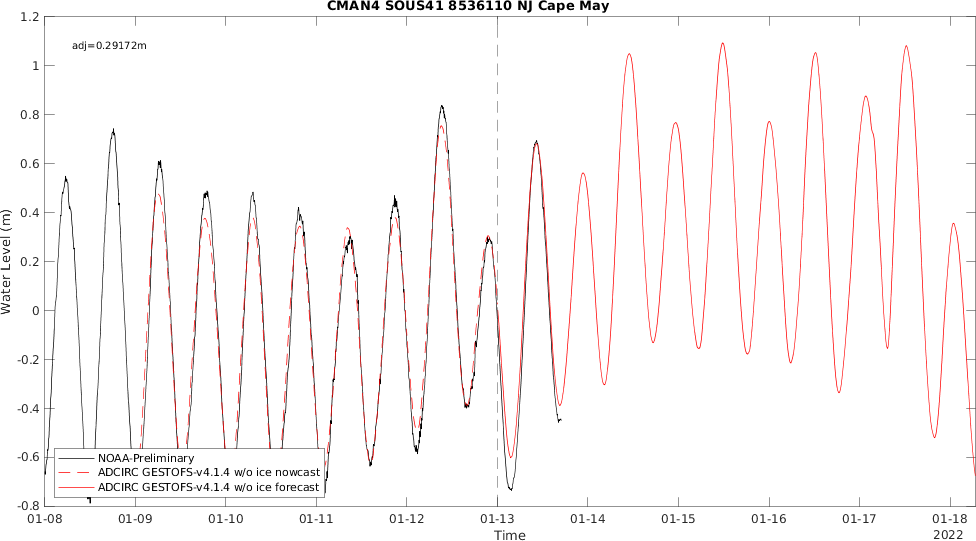 CMAN4 SOUS41 8536110 NJ Cape May
adj=0.29172m
Water Level (m)
1.2
1
0.8
0.6
0.4
0.2
0
-0.2
-0.4
-0.6
-0.8
NOAA-Preliminary
ADCIRC GESTOFS-v4.1.4 w/o ice nowcast
ADCIRC GESTOFS-v4.1.4 w/o ice forecast
01-08 01-09 01-10 01-11 01-12 01-13 01-14 01-15 01-16 01-17 01-18
2022
Time